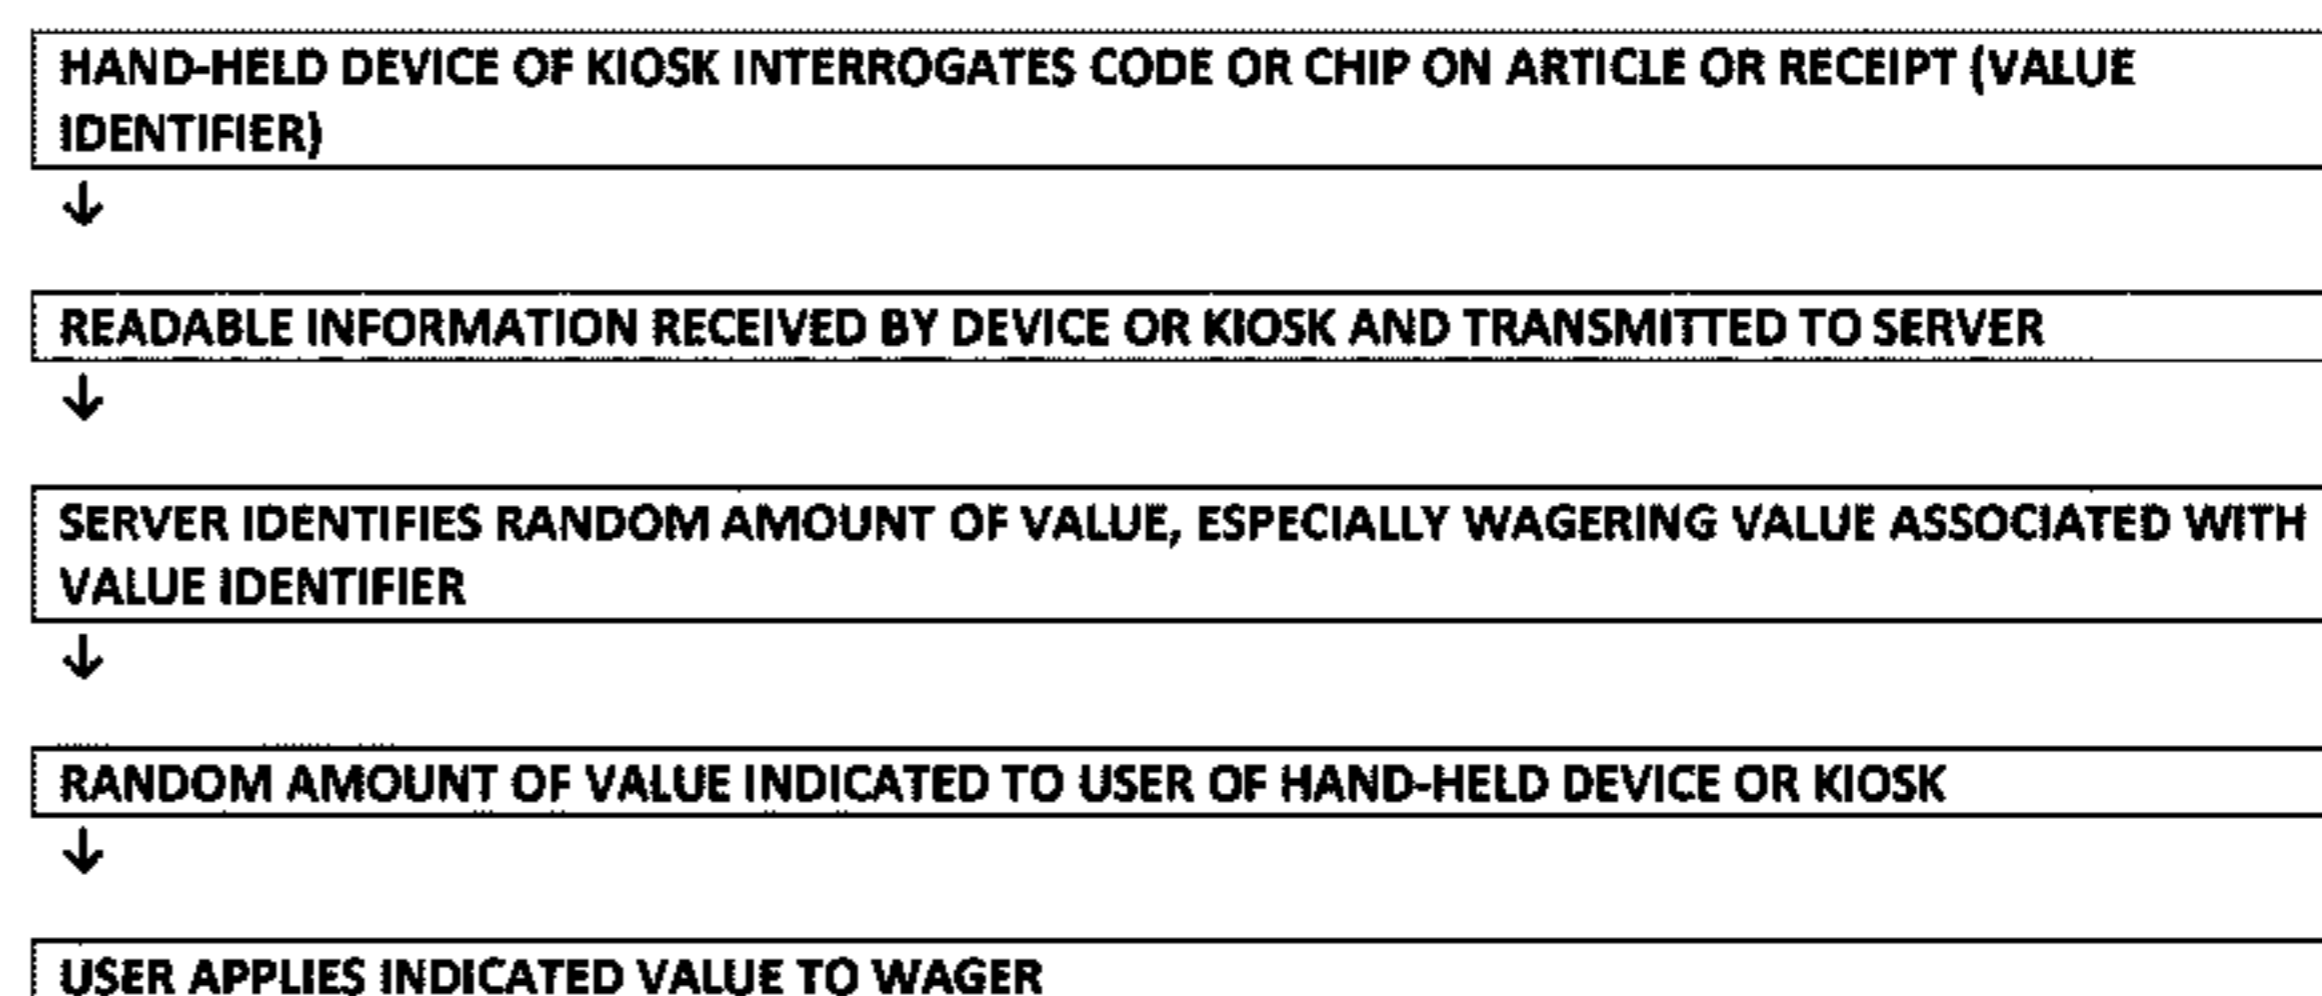 HAND-HELD DEVICE OF KIOSK INTERROGATES CODE OR CHIP ON ARTICLE OR RECEIPT (VALUE
IDENTIFIER)
READABLE INFORMATION RECEIVED BY DEVICE OR KIOSK AND TRANSMITTED TO SERVER
SERVER IDENTIFIES RANDOM AMOUNT OF VALUE, ESPECIALLY WAGERING VALUE ASSOCIATED WITH
VALUE IDENTIFIER
RANDOM AMOUNT OF VALUE INDICATED TO USER OF HAND-HELD DEVICE OR KIOSK
USER APPLIES INDICATED VALUE TO WAGER